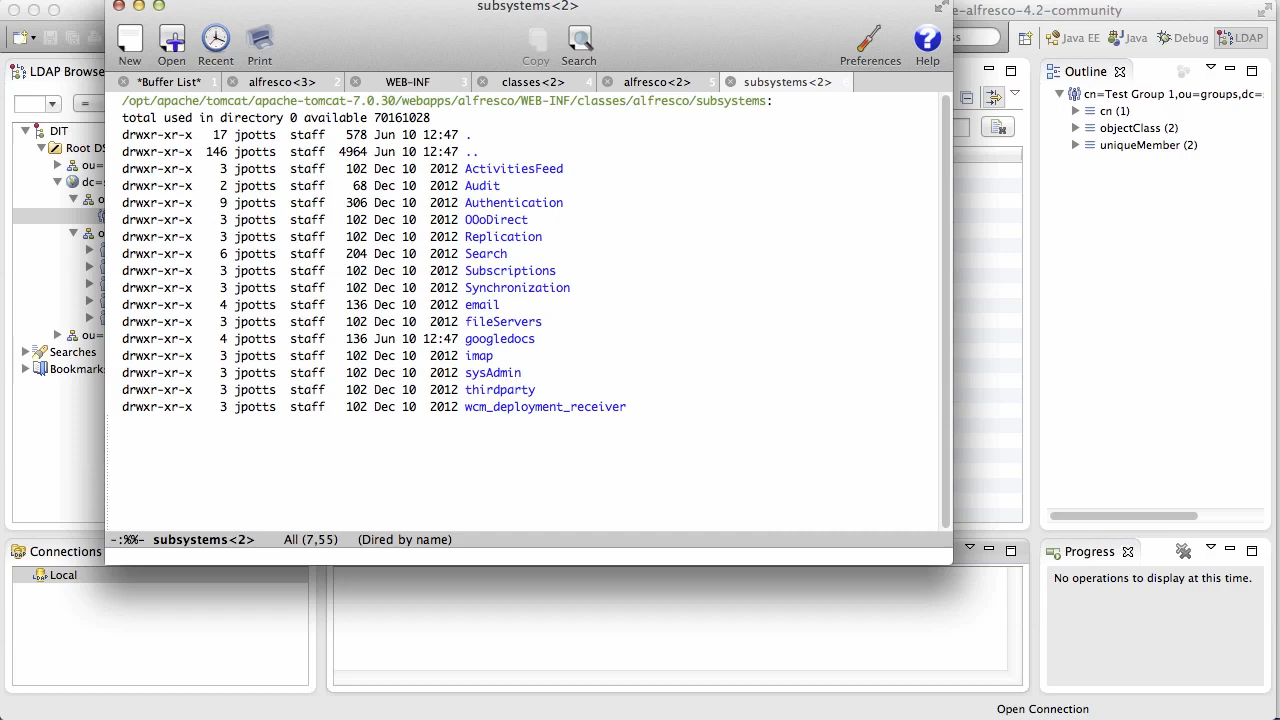 subsystems<2>
e-alfresco-4.2-community
New Open Recent Print Copy Search Preferences Help
Java EE Java Debug LDAP
LDAP Browse
*Buffer List* 1 alfresco<3> 2 WEB-INF 3 classes<2> 4 alfresco<2> 5 subsystems<2> 6
=
DIT
Root DS
ou=
dc=s
o
o
ou=
Searches
Bookmark
/opt/apache/tomcat/apache-tomcat-7.0.30/webapps/alfresco/WEB-INF/classes/alfresco/subsystems:
total used in directory 0 available 70161028
drwxr-xr-x 17 jpotts staff 578 Jun 10 12:47 .
drwxr-xr-x 146 jpotts staff 4964 Jun 10 12:47 ..
drwxr-xr-x 3 jpotts staff 102 Dec 10 2012 ActivitiesFeed
drwxr-xr-x 2 jpotts staff 68 Dec 10 2012 Audit
drwxr-xr-x 9 jpotts staff 306 Dec 10 2012 Authentication
drwxr-xr-x 3 jpotts staff 102 Dec 10 2012 OOoDirect
drwxr-xr-x 3 jpotts staff 102 Dec 10 2012 Replication
drwxr-xr-x 6 jpotts staff 204 Dec 10 2012 Search
drwxr-xr-x 3 jpotts staff 102 Dec 10 2012 Subscriptions
drwxr-xr-x 3 jpotts staff 102 Dec 10 2012 Synchronization
drwxr-xr-x 4 jpotts staff 136 Dec 10 2012 email
drwxr-xr-x 3 jpotts staff 102 Dec 10 2012 fileServers
drwxr-xr-x 4 jpotts staff 136 Jun 10 12:47 googledocs
drwxr-xr-x 3 jpotts staff 102 Dec 10 2012 imap
drwxr-xr-x 3 jpotts staff 102 Dec 10 2012 sysAdmin
drwxr-xr-x 3 jpotts staff 102 Dec 10 2012 thirdparty
drwxr-xr-x 3 jpotts staff 102 Dec 10 2012 wcm_deployment_receiver
-:%%- subsystems<2> All (7,55) (Dired by name)
Outline
cn=Test Group 1,ou=groups,dc=
cn (1)
objectClass (2)
uniqueMember (2)
Connections
Local
Progress
No operations to display at this time.
Open Connection